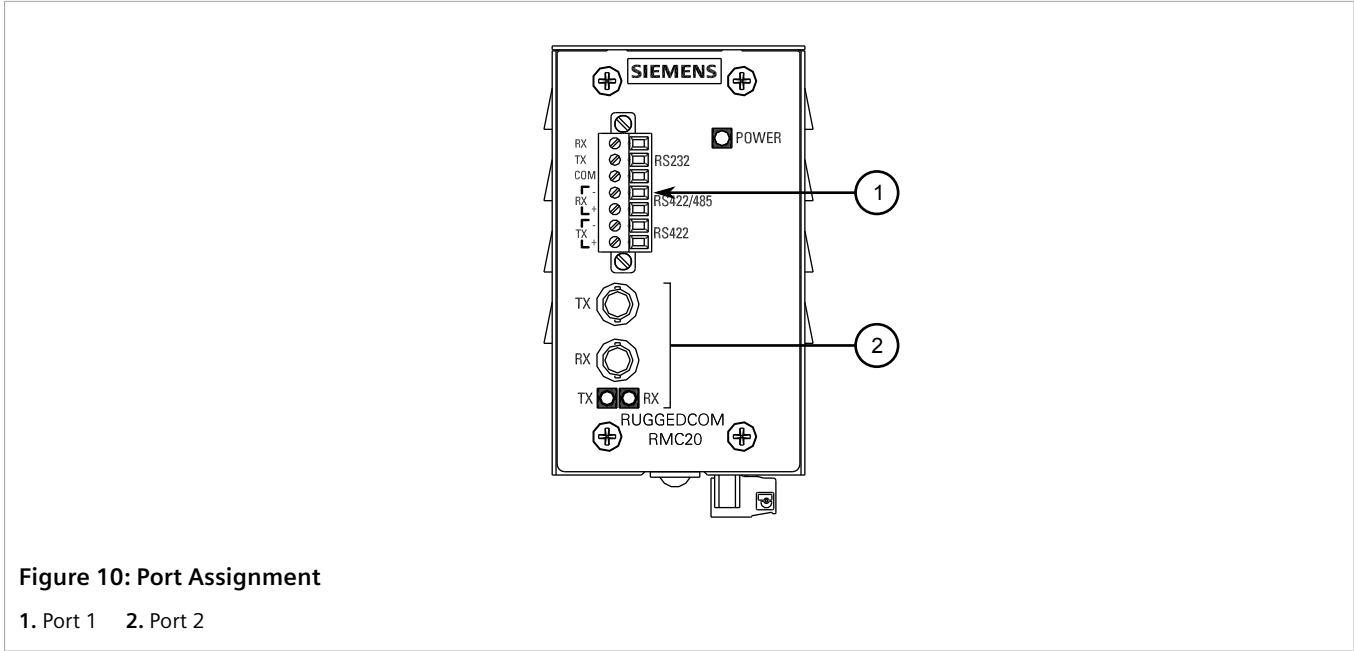 SIEMENS
POWER
RX
TX
RS232
COM
-
RX
RS422/485
+
-
TX
RS422
+
1
TX
RX
2
TX
RX
RUGGEDCOM
RMC20
Figure 10: Port Assignment
1. Port 1 2. Port 2